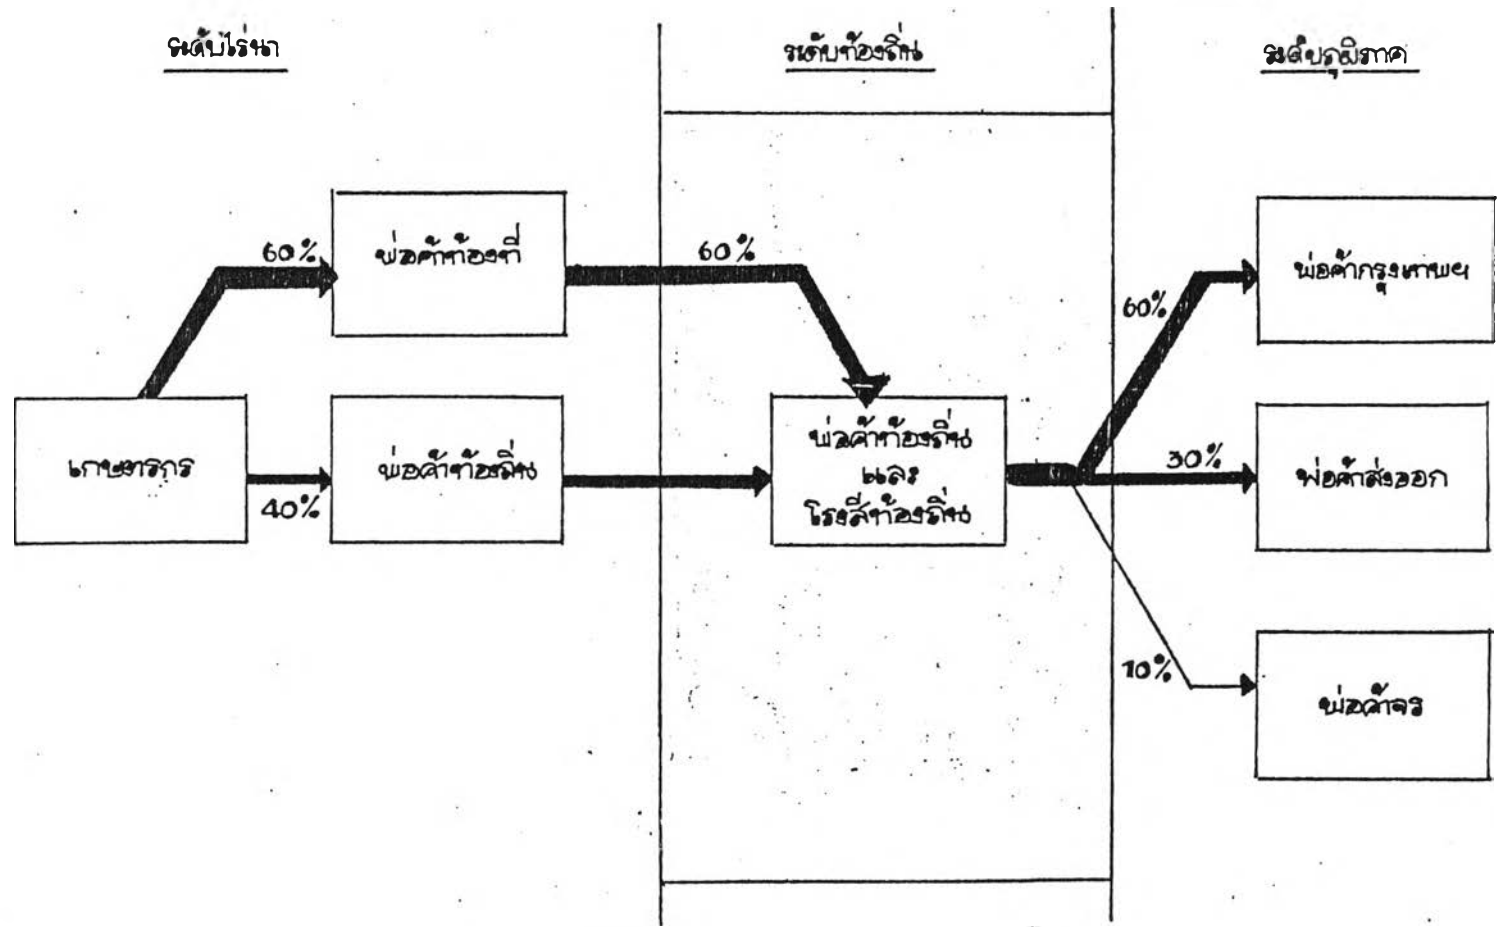 ระดับไร่นา
ระดับท้องถิ่น
ระดับภูมิภาค
60%
พ่อค้าท้องที่
60%
60%
พ่อค้ากรุงเทพฯ
เกษตรกร
40%
พ่อค้าท้องถิ่น
พ่อค้าท้องถิ่น
และ
โรงสีท้องถิ่น
30%
พ่อค้าส่งออก
10%
พ่อค้าจร